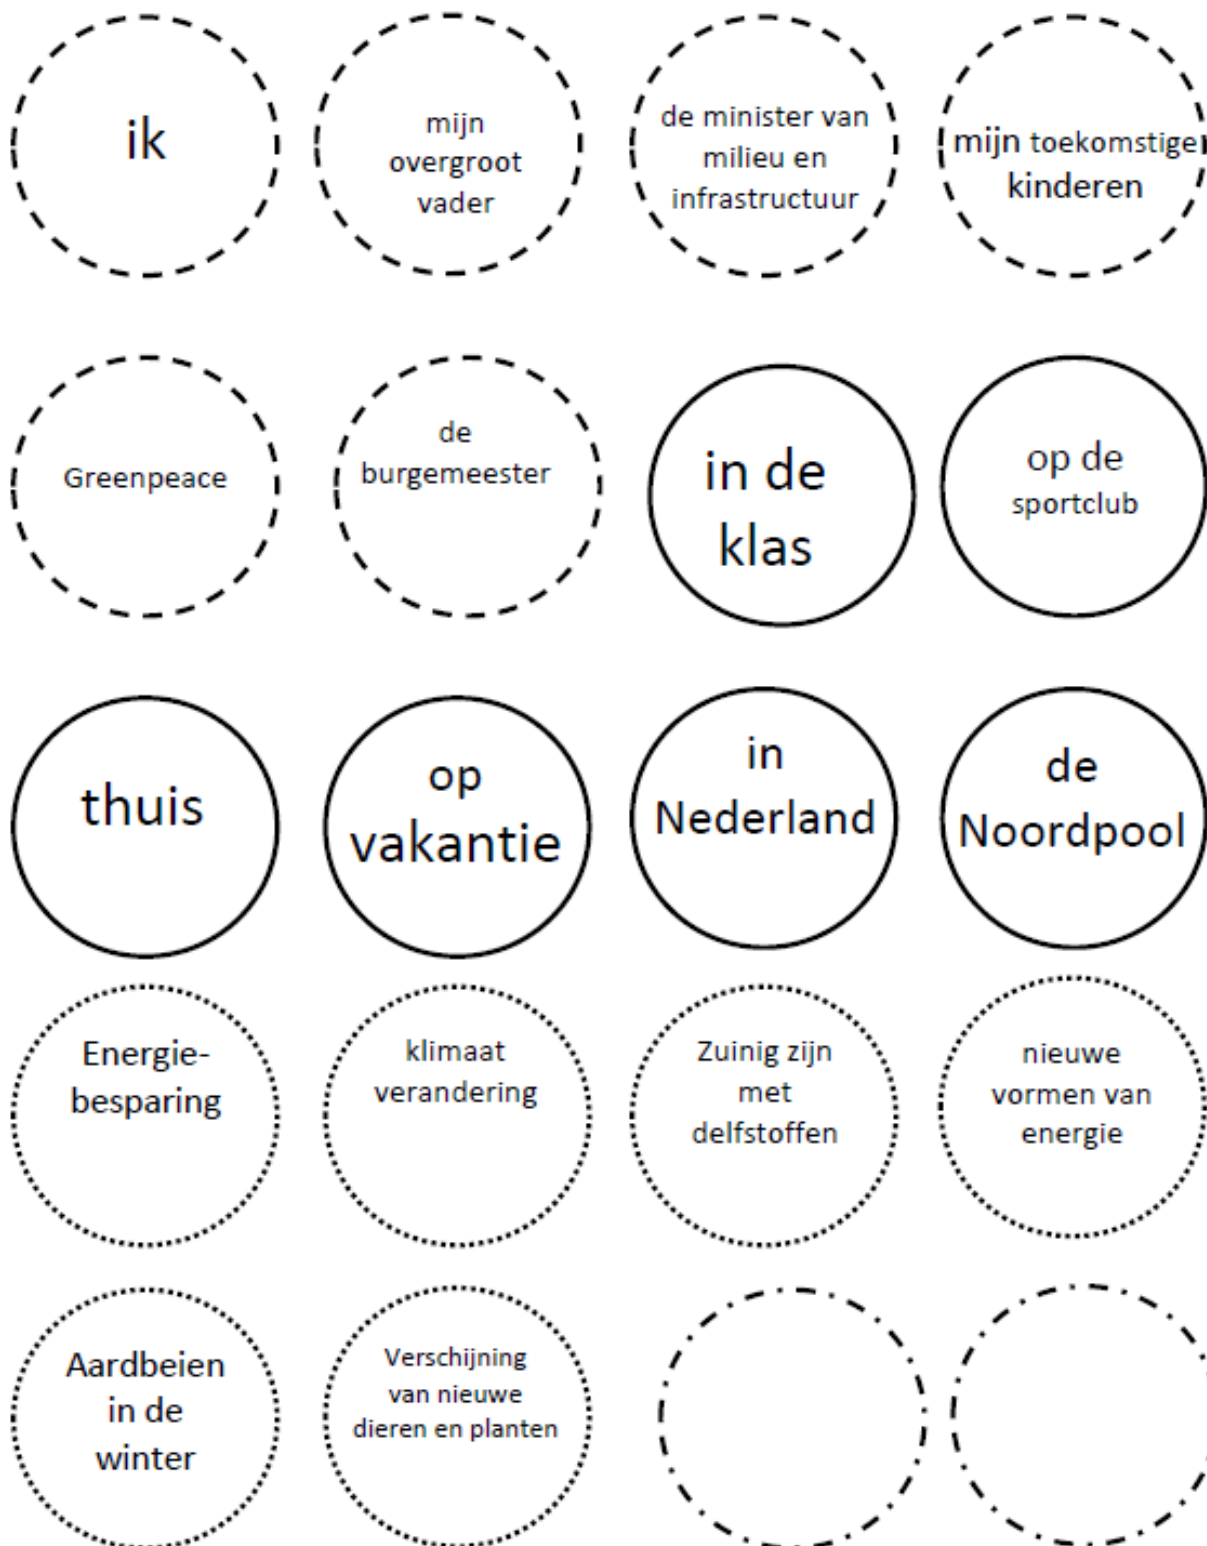 ik
mijn
overgroot
vader
de minister van
milieu en
infrastructuur
mijn toekomstige
kinderen
Greenpeace
de
burgemeester
in de
klas
op de
sportclub
thuis
op
vakantie
in
Nederland
de
Noordpool
Energie-
besparing
klimaat
verandering
Zuinig zijn
met
delfstoffen
nieuwe
vormen van
energie
Aardbeien
in de
winter
Verschijning
van nieuwe
dieren en planten